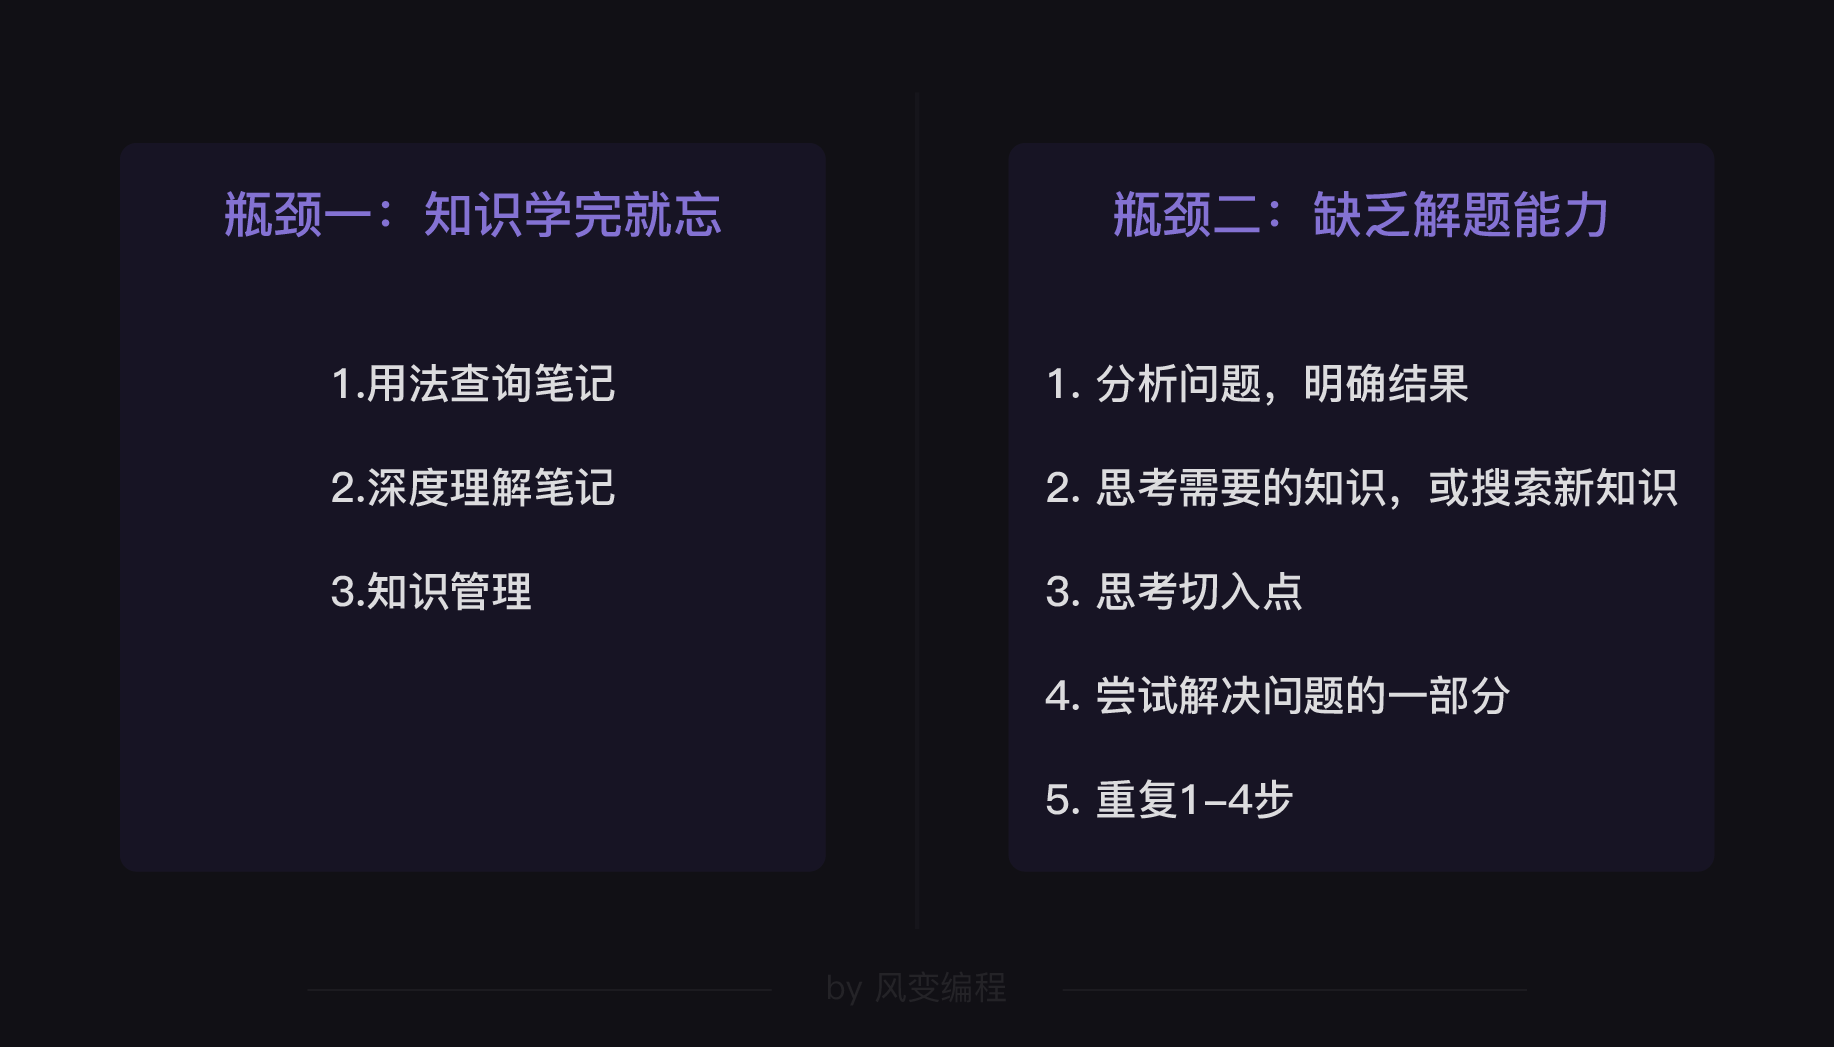 瓶颈一：知识学完就忘
1.用法查询笔记
2.深度理解笔记
3.知识管理
瓶颈二：缺乏解题能力
1. 分析问题，明确结果
2. 思考需要的知识，或搜索新知识
3. 思考切入点
4. 尝试解决问题的一部分
5. 重复1-4步
by 风变编程